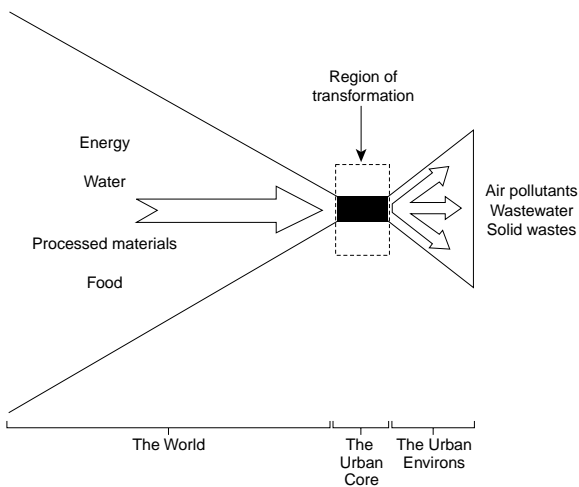 Region of
transformation
Energy
Water
Processed materials
Food
Air pollutants
Wastewater
Solid wastes
The World
The
Urban
Core
The Urban
Environs